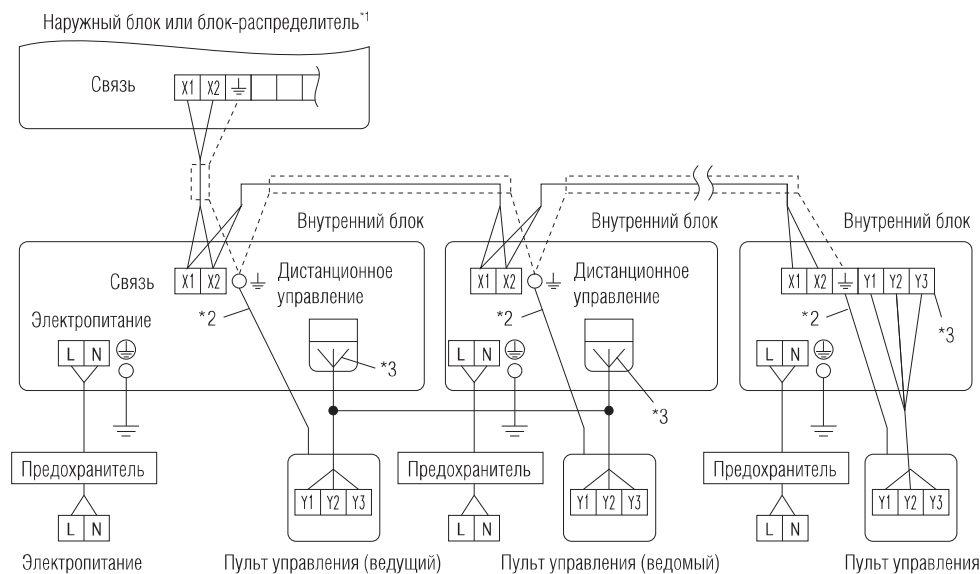 Наружный блок или блок-распределитель*1
Связь
X1 X2
Внутренний блок
Внутренний блок
Внутренний блок
Связь
X1 X2
Дистанционное
управление
X1 X2
Дистанционное
управление
X1 X2 Y1 Y2 Y3
*2
*2
*2
*3
Электропитание
L N
*3
L N
*3
L N
Предохранитель
Предохранитель
Предохранитель
Y1 Y2 Y3
Y1 Y2 Y3
Y1 Y2 Y3
L N
L N
L N
Электропитание
Пульт управления (ведущий)
Пульт управления (ведомый)
Пульт управления